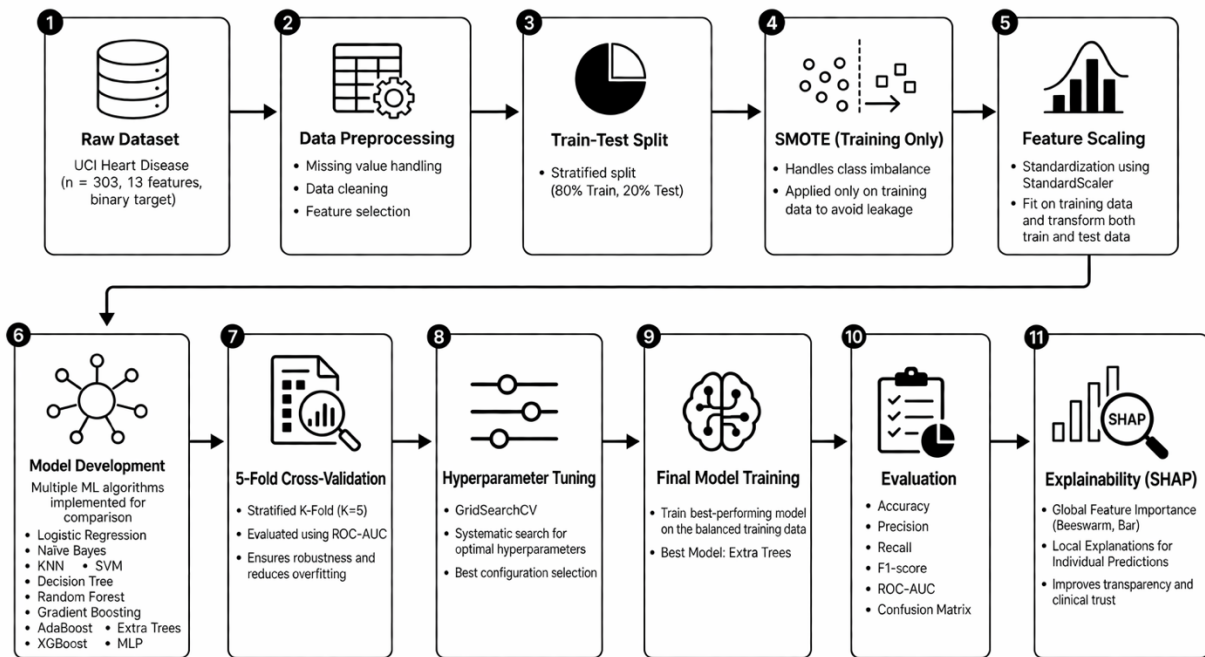 1
Raw Dataset
UCI Heart Disease
(n = 303, 13 features,
binary target)
2
Data Preprocessing
• Missing value handling
• Data cleaning
• Feature selection
3
Train-Test Split
• Stratified split
(80% Train, 20% Test)
4
SMOTE (Training Only)
• Handles class imbalance
• Applied only on training
data to avoid leakage
5
Feature Scaling
• Standardization using
StandardScaler
• Fit on training data
and transform both
train and test data
6
Model Development
Multiple ML algorithms
implemented for
comparison
• Logistic Regression
• Naïve Bayes
• KNN • SVM
• Decision Tree
• Random Forest
• Gradient Boosting
• AdaBoost • Extra Trees
• XGBoost • MLP
7
5-Fold Cross-Validation
• Stratified K-Fold (K=5)
• Evaluated using ROC-AUC
• Ensures robustness and
reduces overfitting
8
Hyperparameter Tuning
• GridSearchCV
• Systematic search for
optimal hyperparameters
• Best configuration selection
9
Final Model Training
• Train best-performing model
on the balanced training data
• Best Model: Extra Trees
10
Evaluation
• Accuracy
• Precision
• Recall
• F1-score
• ROC-AUC
• Confusion Matrix
11
SHAP
Explainability (SHAP)
• Global Feature Importance
(Beeswarm, Bar)
• Local Explanations for
Individual Predictions
• Improves transparency and
clinical trust